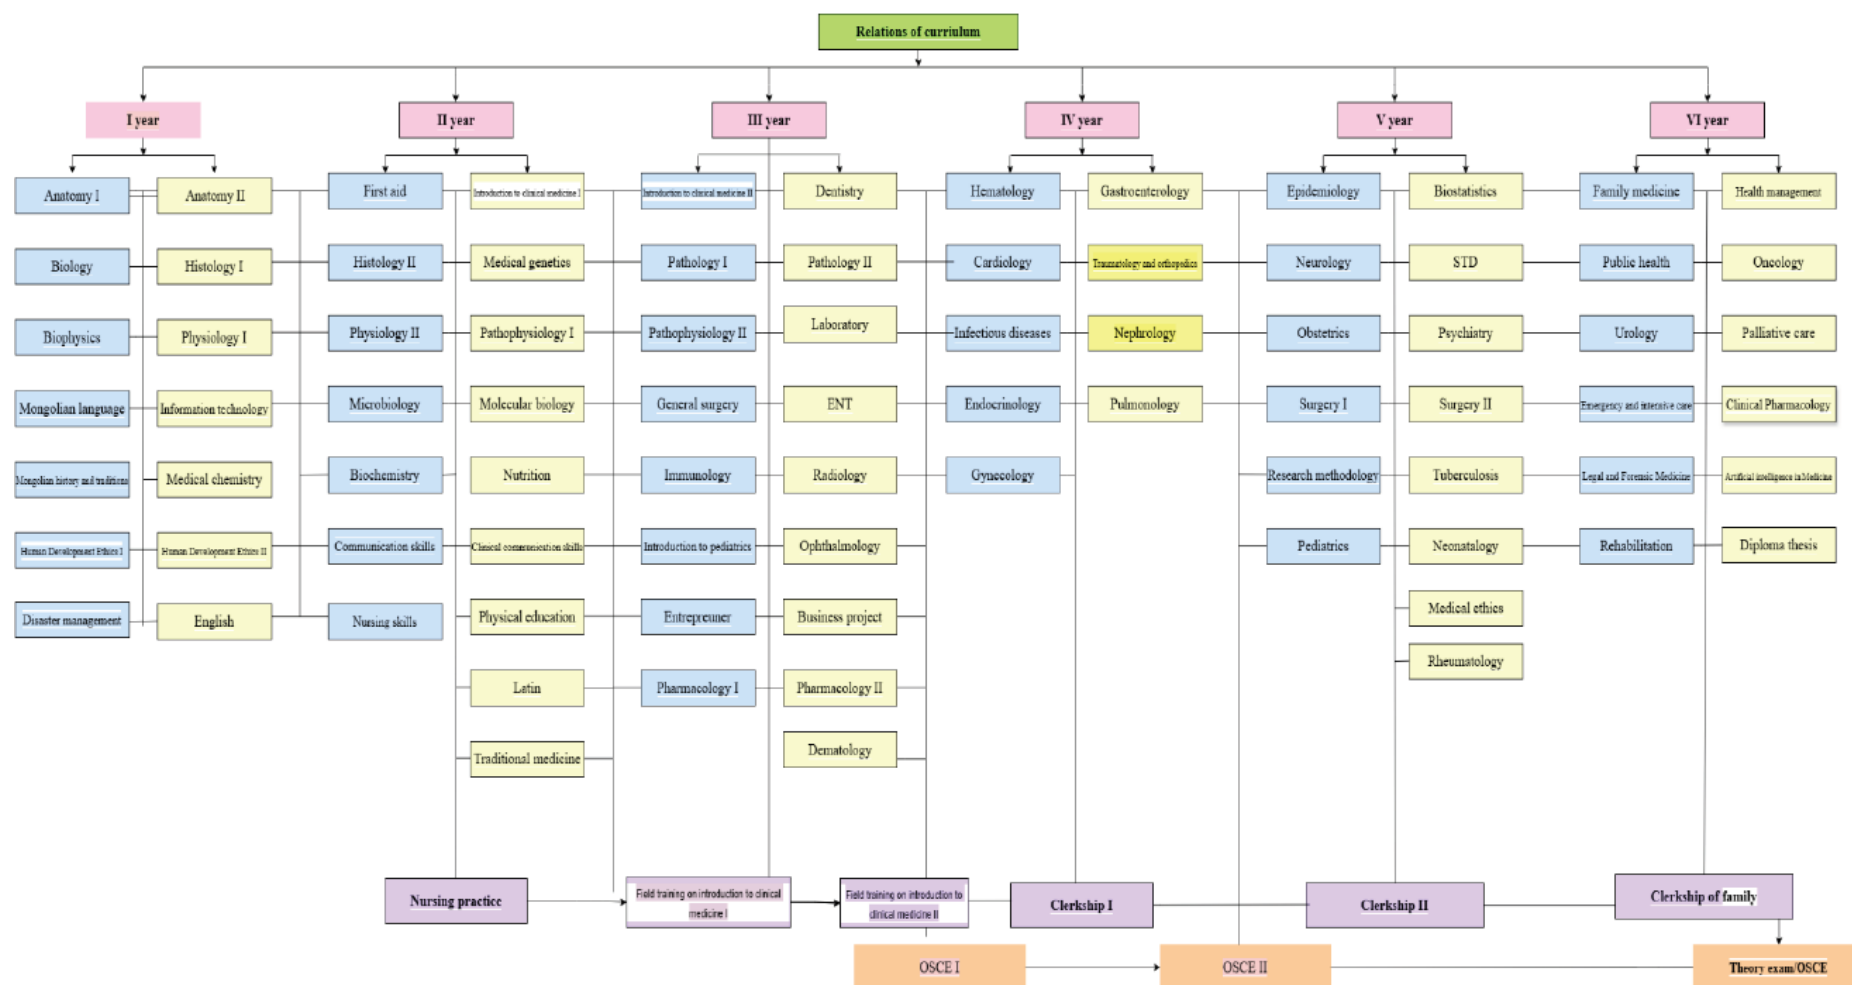 Relations of curriulum
I year
II year
III year
IV year
V year
VI year
Anatomy I
Anatomy II
First aid
Introduction to clinical medicine I
Introduction to clinical medicine II
Dentistry
Hematology
Gastroenterology
Epidemiology
Biostatistics
Family medicine
Health management
Biology
Histology I
Histology II
Medical genetics
Pathology I
Pathology II
Cardiology
Traumatology and orthopedics
Neurology
STD
Public health
Oncology
Biophysics
Physiology I
Physiology II
Pathophysiology I
Pathophysiology II
Laboratory
Infectious diseases
Nephrology
Obstetrics
Psychiatry
Urology
Palliative care
Mongolian language
Information technology
Microbiology
Molecular biology
General surgery
ENT
Endocrinology
Pulmonology
Surgery I
Surgery II
Emergency and intensive care
Clinical Pharmacology
Mongolian history and traditions
Medical chemistry
Biochemistry
Nutrition
Immunology
Radiology
Gynecology
Research methodology
Tuberculosis
Legal and Forensic Medicine
Artificial intelligence in Medicine
Human Development Ethics I
Human Development Ethics II
Communication skills
Clinical communication skills
Introduction to pediatrics
Ophthalmology
Pediatrics
Neonatalogy
Rehabilitation
Diploma thesis
Disaster management
English
Nursing skills
Physical education
Entrepreuner
Business project
Medical ethics
Rheumatology
Latin
Pharmacology I
Pharmacology II
Traditional medicine
Dematology
Nursing practice
Field training on introduction to clinical
medicine I
Field training on introduction to
clinical medicine II
Clerkship I
Clerkship II
Clerkship of family
OSCE I
OSCE II
Theory exam/OSCE